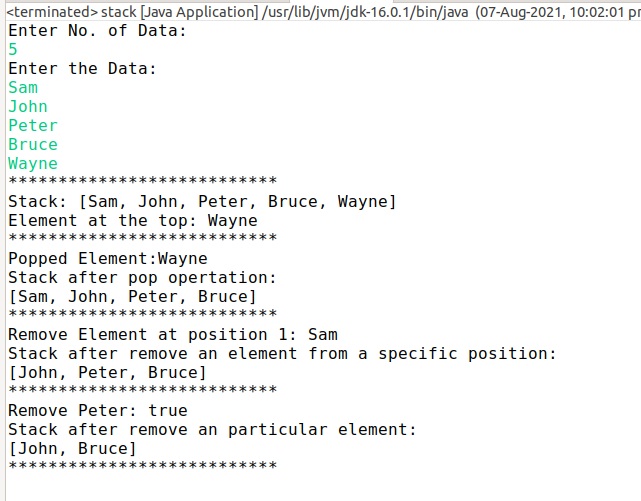 <terminated> stack [Java Application] /usr/lib/jvm/jdk-16.0.1/bin/java (07-Aug-2021, 10:02:01 pr
Enter No. of Data:
5
Enter the Data:
Sam
John
Peter
Bruce
Wayne
***************************
Stack: [Sam, John, Peter, Bruce, Wayne]
Element at the top: Wayne
***************************
Popped Element:Wayne
Stack after pop opertation:
[Sam, John, Peter, Bruce]
***************************
Remove Element at position 1: Sam
Stack after remove an element from a specific position:
[John, Peter, Bruce]
***************************
Remove Peter: true
Stack after remove an particular element:
[John, Bruce]
***************************